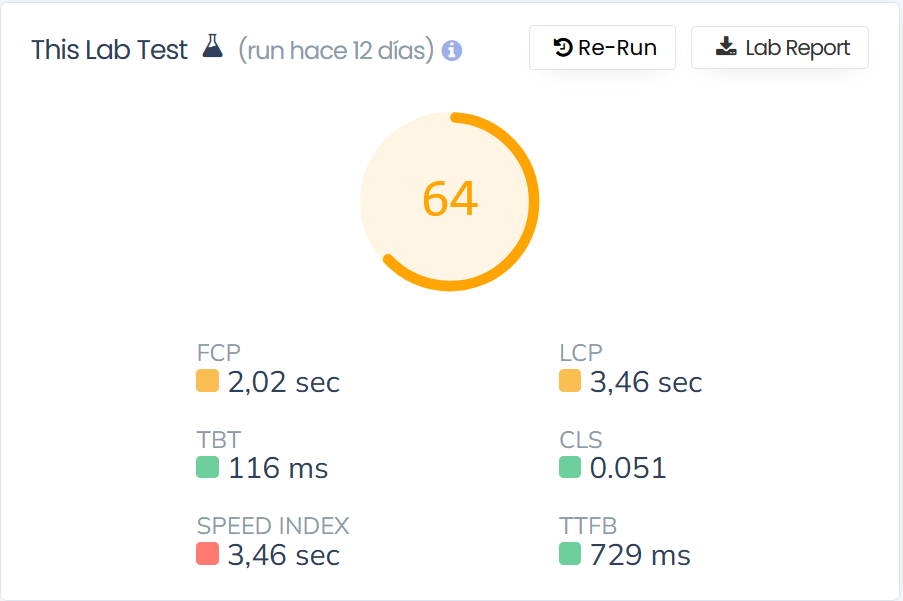 This Lab Test (run hace 12 días) Re-Run Lab Report
64
FCP LCP
2,02 sec 3,46 sec
TBT CLS
116 ms 0.051
SPEED INDEX TTFB
3,46 sec 729 ms